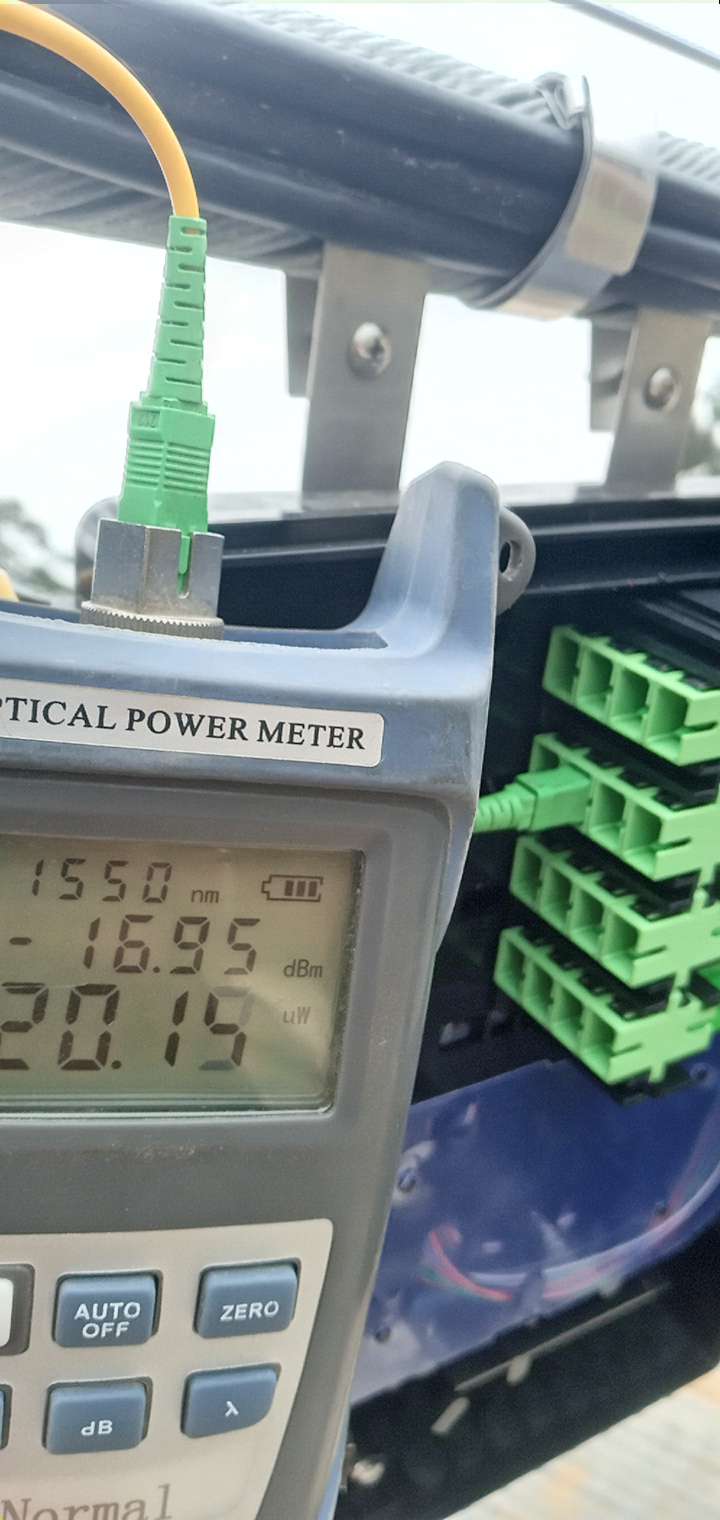 PTICAL POWER METER
1550 nm
-16.95 dBm
20.15 uW
AUTO OFF
ZERO
dB
λ
Normal